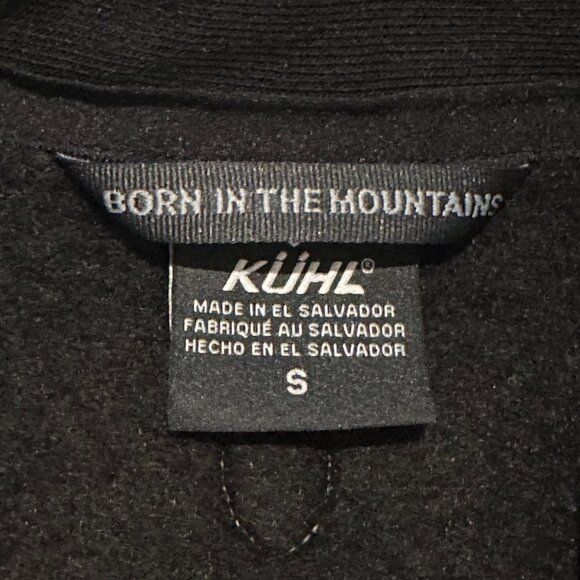 BORN IN THE MOUNTAINS
KÜHL®
MADE IN EL SALVADOR
FABRIQUÉ AU SALVADOR
HECHO EN EL SALVADOR
S